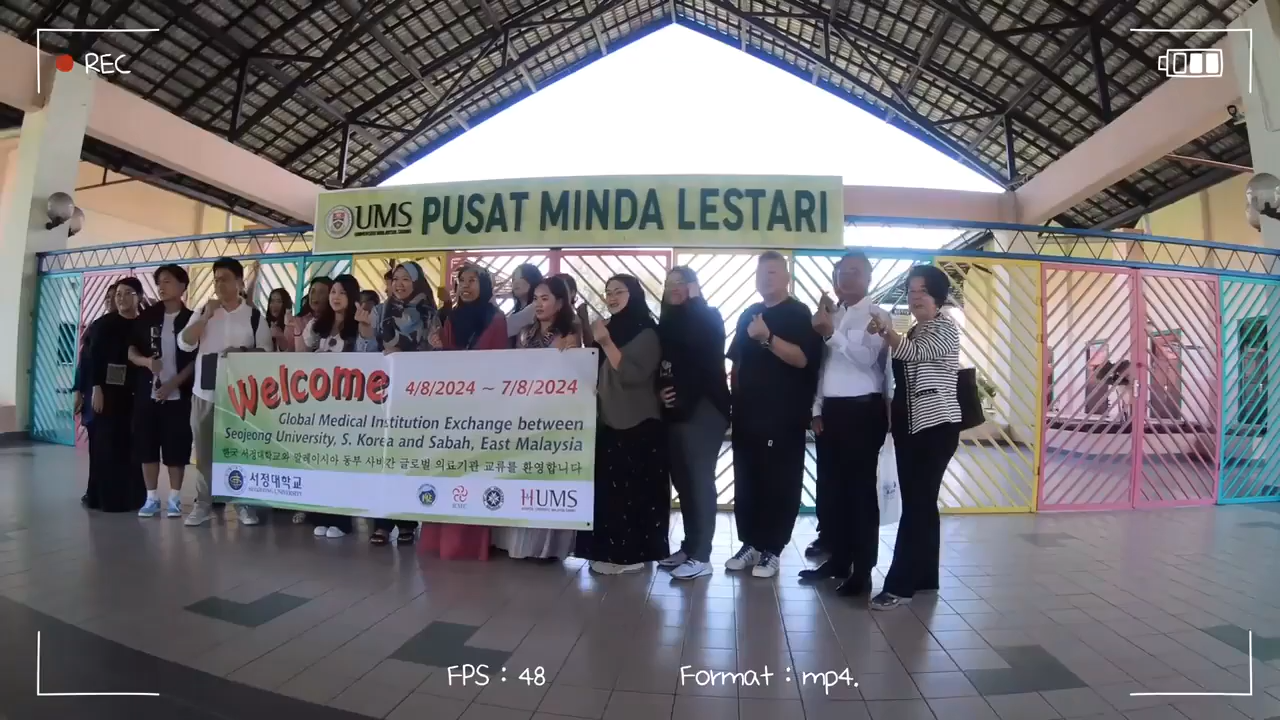 REC
UMS
PUSAT MINDA LESTARI
Welcome
4/8/2024 ~ 7/8/2024
Global Medical Institution Exchange between
Seojeong University, S. Korea and Sabah, East Malaysia
한국 서정대학교와 말레이시아 동부 사바간 글로벌 의료기관 교류를 환영합니다
서정대학교
SEOJEONG UNIVERSITY
HUMS
FPS : 48
Format : mp4.